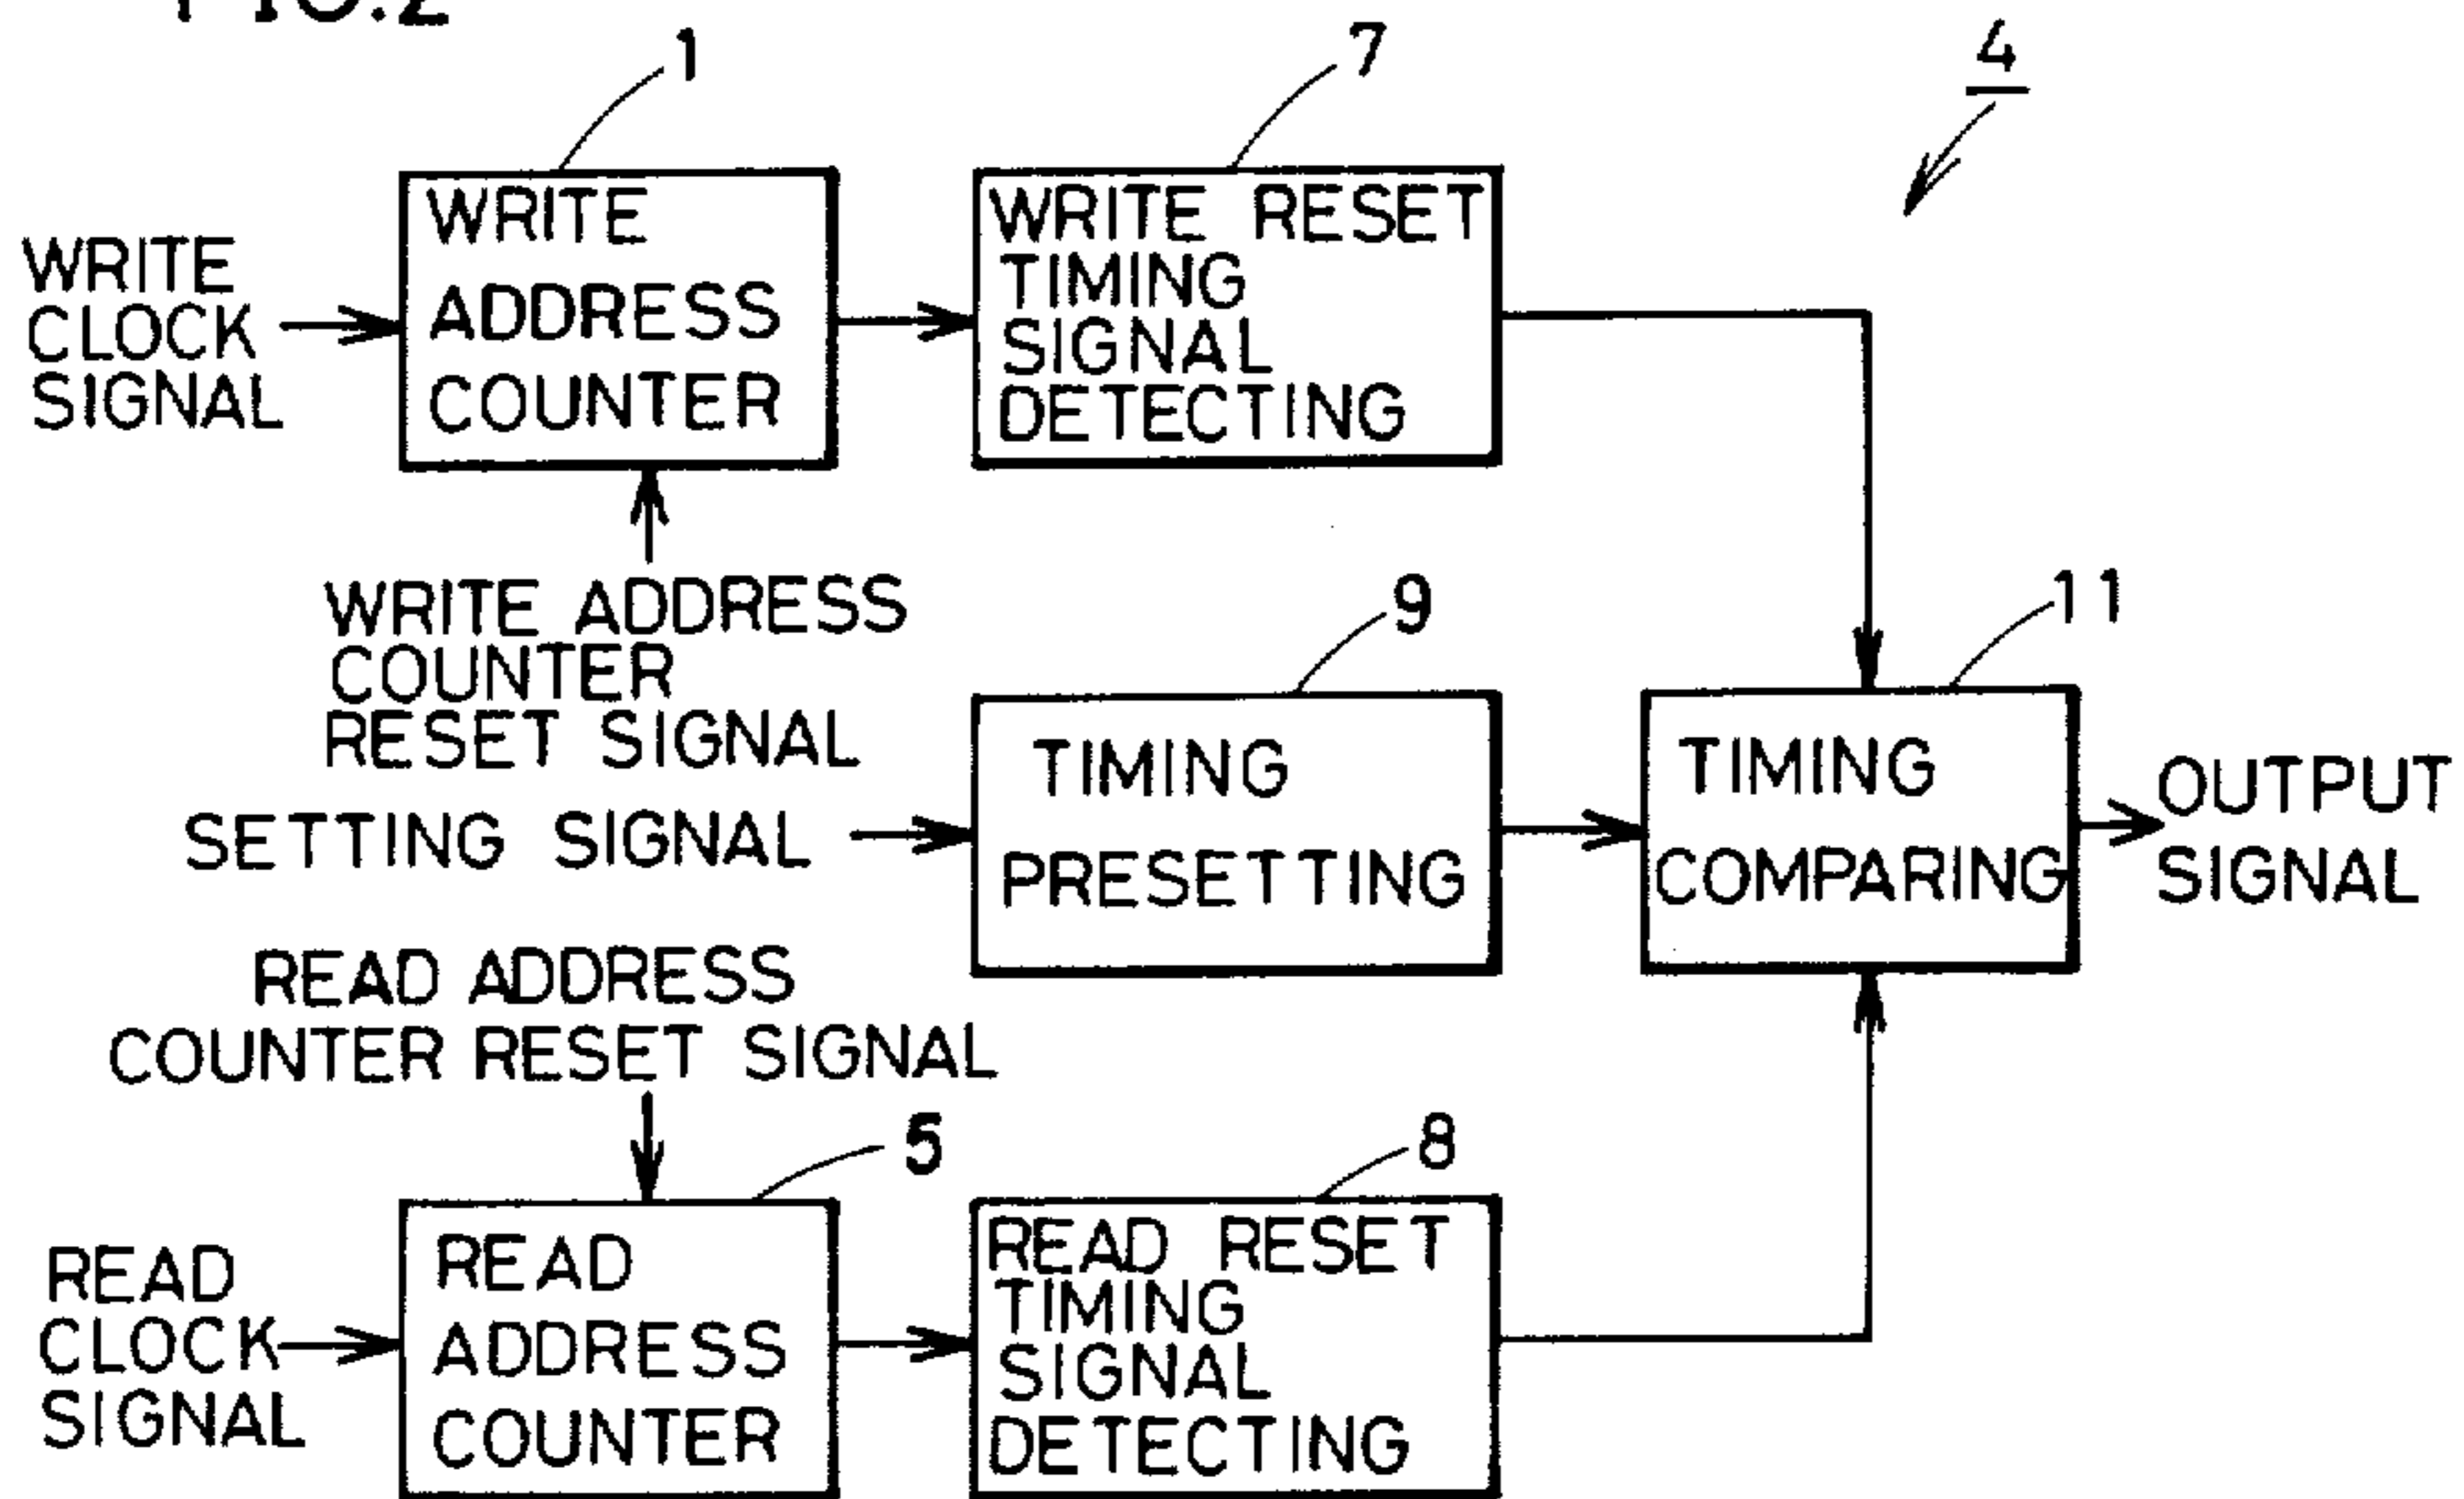 FIG.2
1
7
4
WRITE
CLOCK
SIGNAL
WRITE
ADDRESS
COUNTER
WRITE RESET
TIMING
SIGNAL
DETECTING
WRITE ADDRESS
COUNTER
RESET SIGNAL
9
11
SETTING SIGNAL
TIMING
PRESETTING
TIMING
COMPARING
OUTPUT
SIGNAL
READ ADDRESS
COUNTER RESET SIGNAL
5
8
READ
CLOCK
SIGNAL
READ
ADDRESS
COUNTER
READ RESET
TIMING
SIGNAL
DETECTING